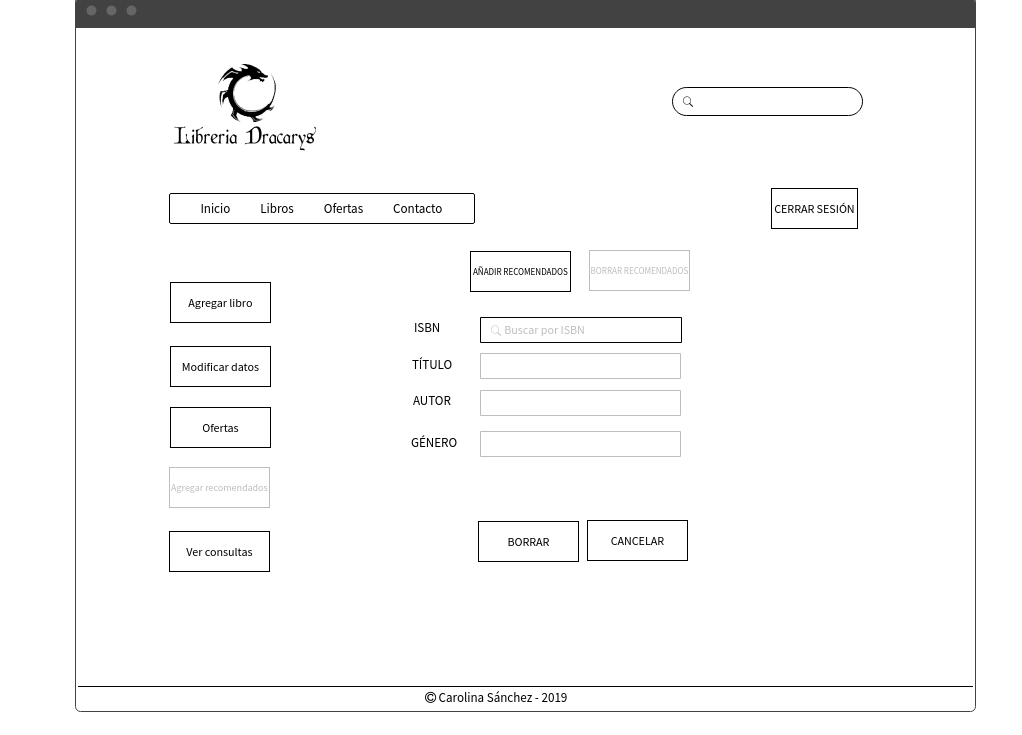 Libreria Dracarys
Inicio Libros Ofertas Contacto
CERRAR SESIÓN
AÑADIR RECOMENDADOS
BORRAR RECOMENDADOS
Agregar libro
Modificar datos
Ofertas
Agregar recomendados
Ver consultas
ISBN
Buscar por ISBN
TÍTULO
AUTOR
GÉNERO
BORRAR
CANCELAR
© Carolina Sánchez - 2019